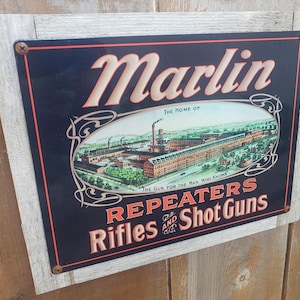 Marlin
THE HOME OF
THE GUN FOR THE MAN WHO KNOWS
REPEATERS
Rifles AND Shot Guns